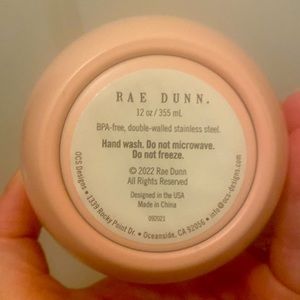 RAE DUNN.
12 oz / 355 mL
BPA-free, double-walled stainless steel.
Hand wash. Do not microwave.
Do not freeze.
© 2022 Rae Dunn
All Rights Reserved
Designed in the USA
Made in China
092021
OCS Designs • 1339 Rocky Point Dr. • Oceanside, CA 92056 • info@ocs-designs.com